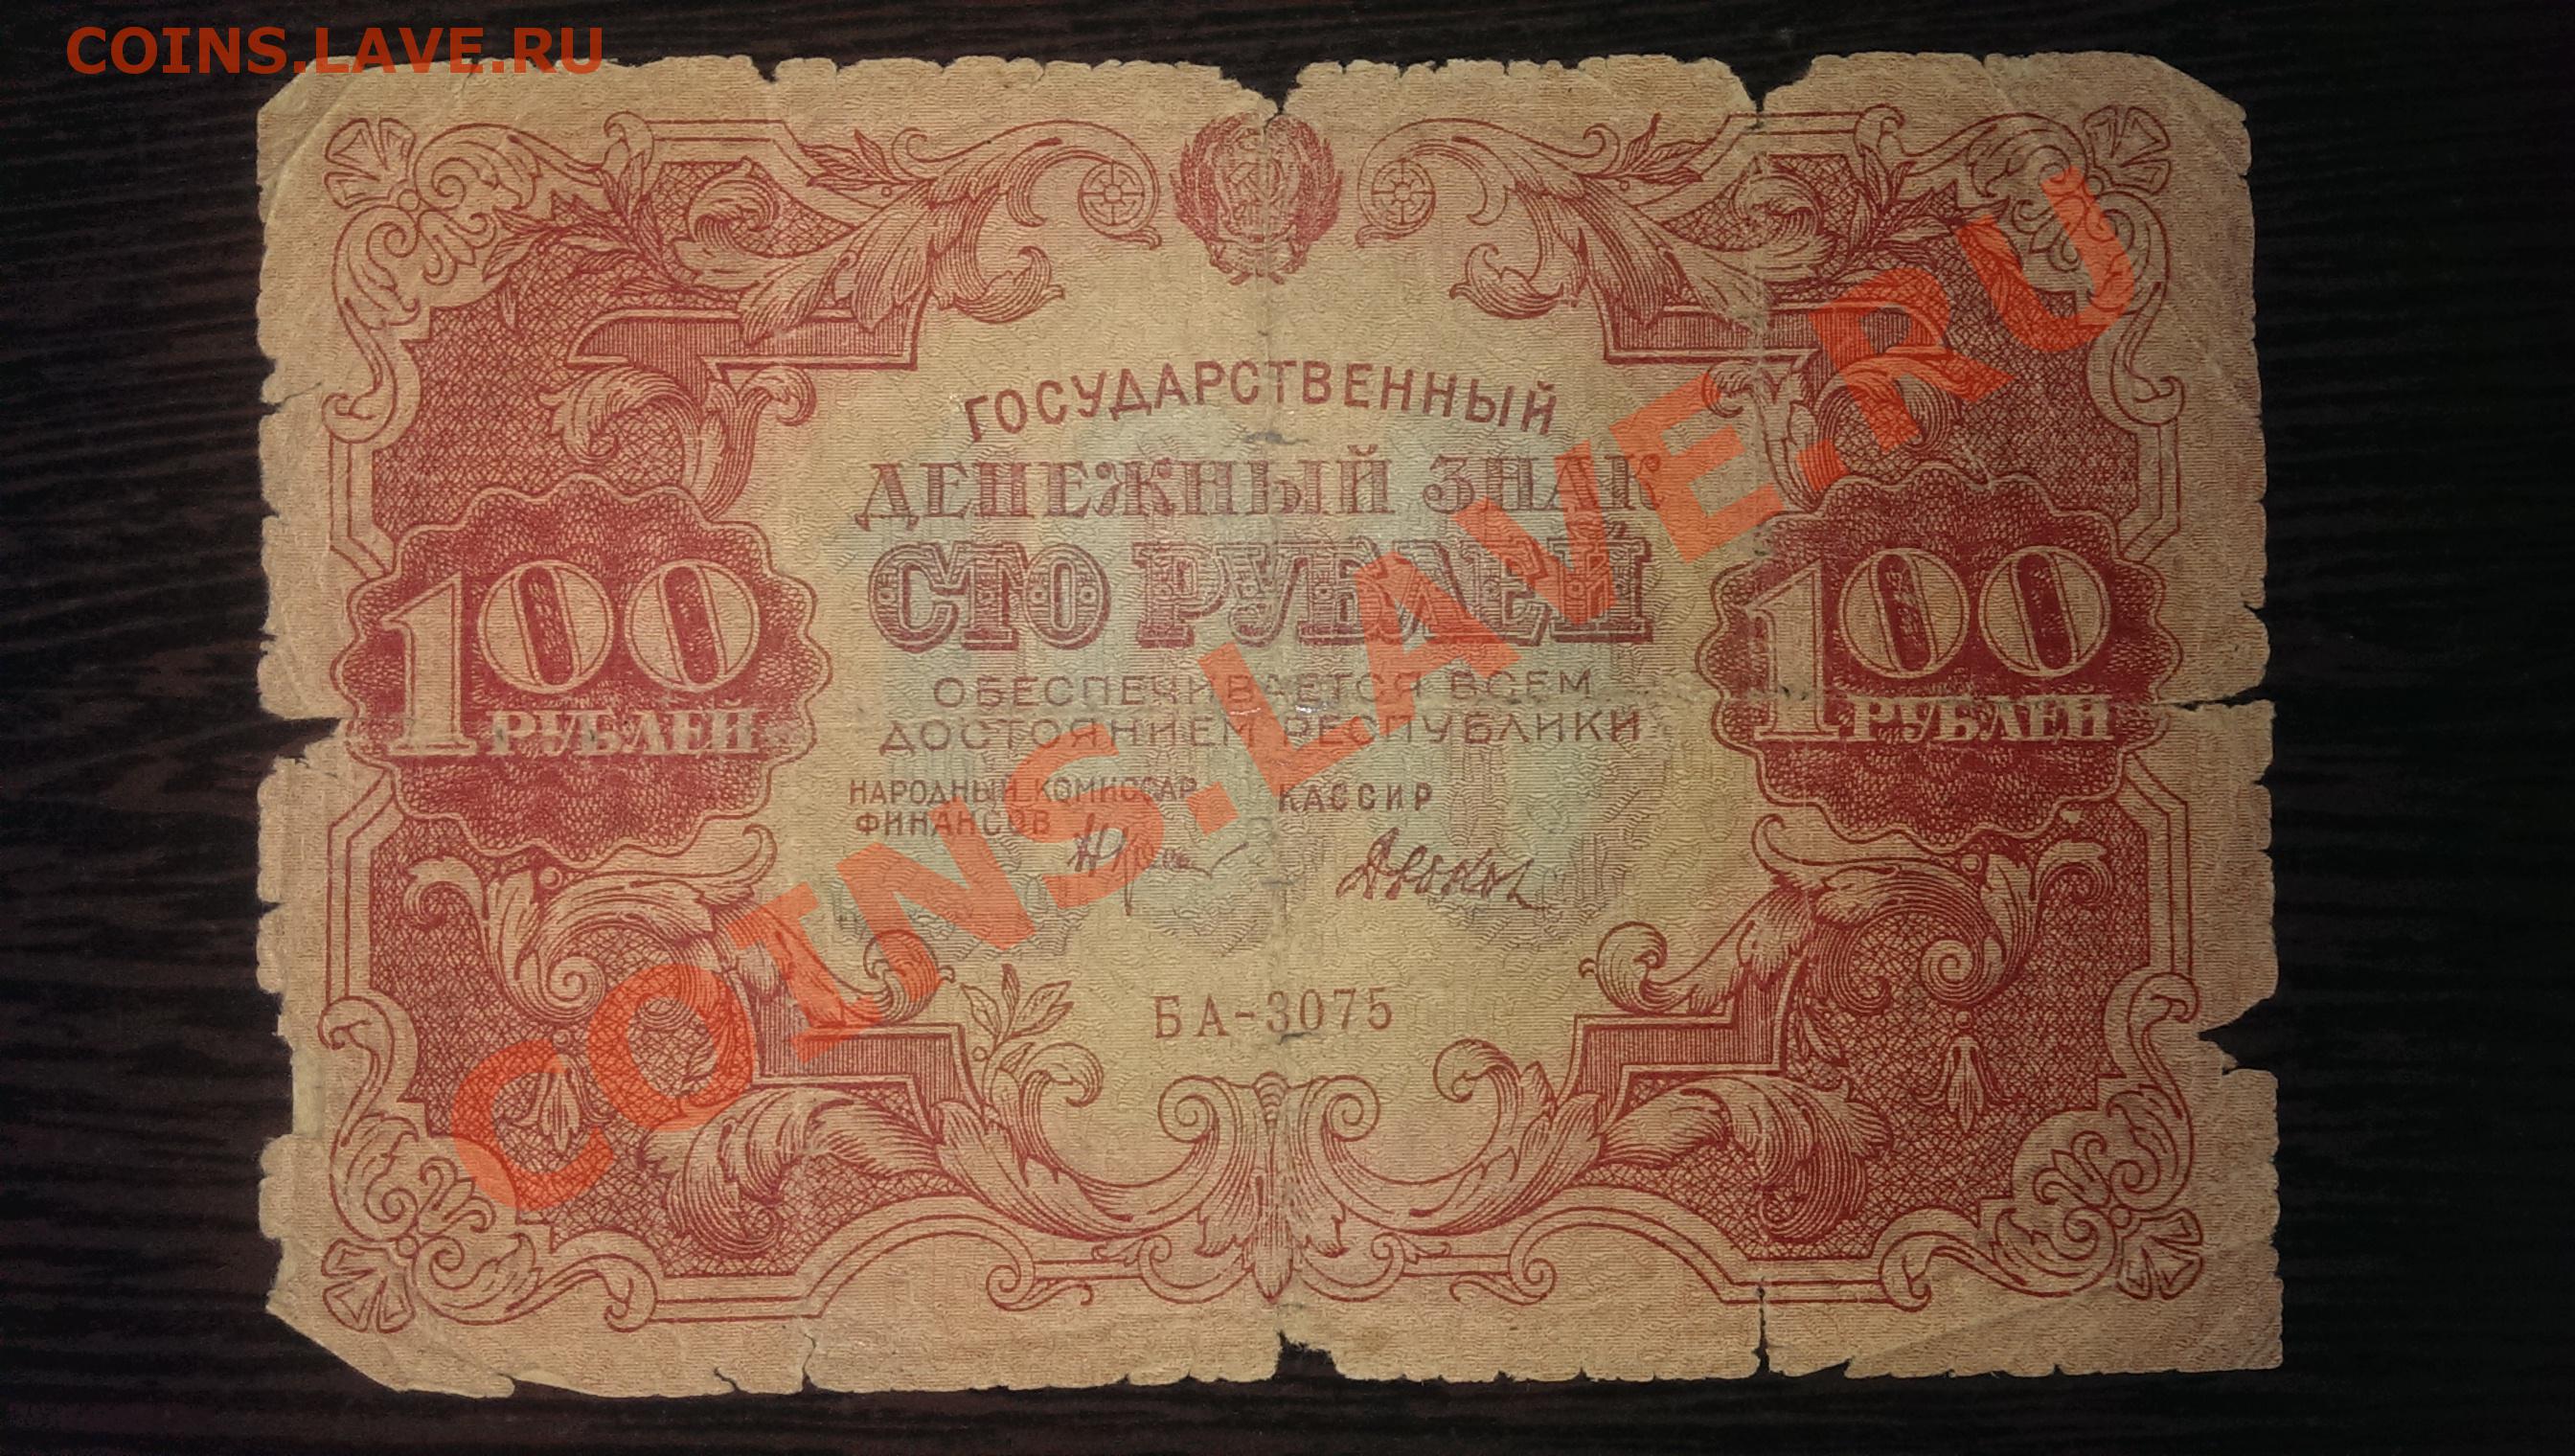 COINS.LAVE.RU
ГОСУДАРСТВЕННЫЙ
ДЕНЕЖНЫЙ ЗНАК
СТО РУБЛЕЙ
100
РУБЛЕЙ
100
РУБЛЕЙ
ОБЕСПЕЧИВАЕТСЯ ВСЕМ
ДОСТОЯНИЕМ РЕСПУБЛИКИ
НАРОДНЫЙ КОМИССАР
ФИНАНСОВ
КАССИР
БА-3075
COINS.LAVE.RU